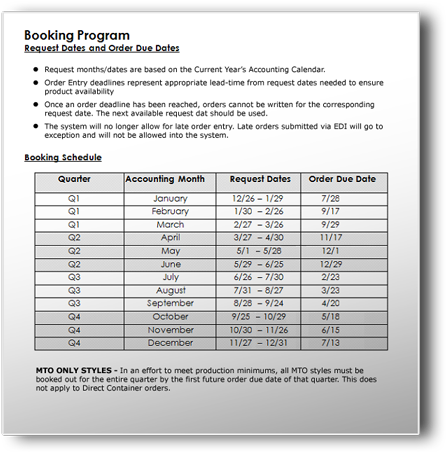 Booking Program
Request Dates and Order Due Dates
● Request months/dates are based on the Current Year's Accounting Calendar.
● Order Entry deadlines represent appropriate lead-time from request dates needed to ensure
product availability
● Once an order deadline has been reached, orders cannot be written for the corresponding
request date. The next available request dat should be used.
● The system will no longer allow for late order entry. Late orders submitted via EDI will go to
exception and will not be allowed into the system.
Booking Schedule
Quarter Accounting Month Request Dates Order Due Date
Q1 January 12/26 – 1/29 7/28
Q1 February 1/30 – 2/26 9/17
Q1 March 2/27 – 3/26 9/29
Q2 April 3/27 – 4/30 11/17
Q2 May 5/1 – 5/28 12/1
Q2 June 5/29 – 6/25 12/29
Q3 July 6/26 – 7/30 2/23
Q3 August 7/31 – 8/27 3/23
Q3 September 8/28 – 9/24 4/20
Q4 October 9/25 – 10/29 5/18
Q4 November 10/30 – 11/26 6/15
Q4 December 11/27 – 12/31 7/13
MTO ONLY STYLES - In an effort to meet production minimums, all MTO styles must be
booked out for the entire quarter by the first future order due date of that quarter. This does
not apply to Direct Container orders.